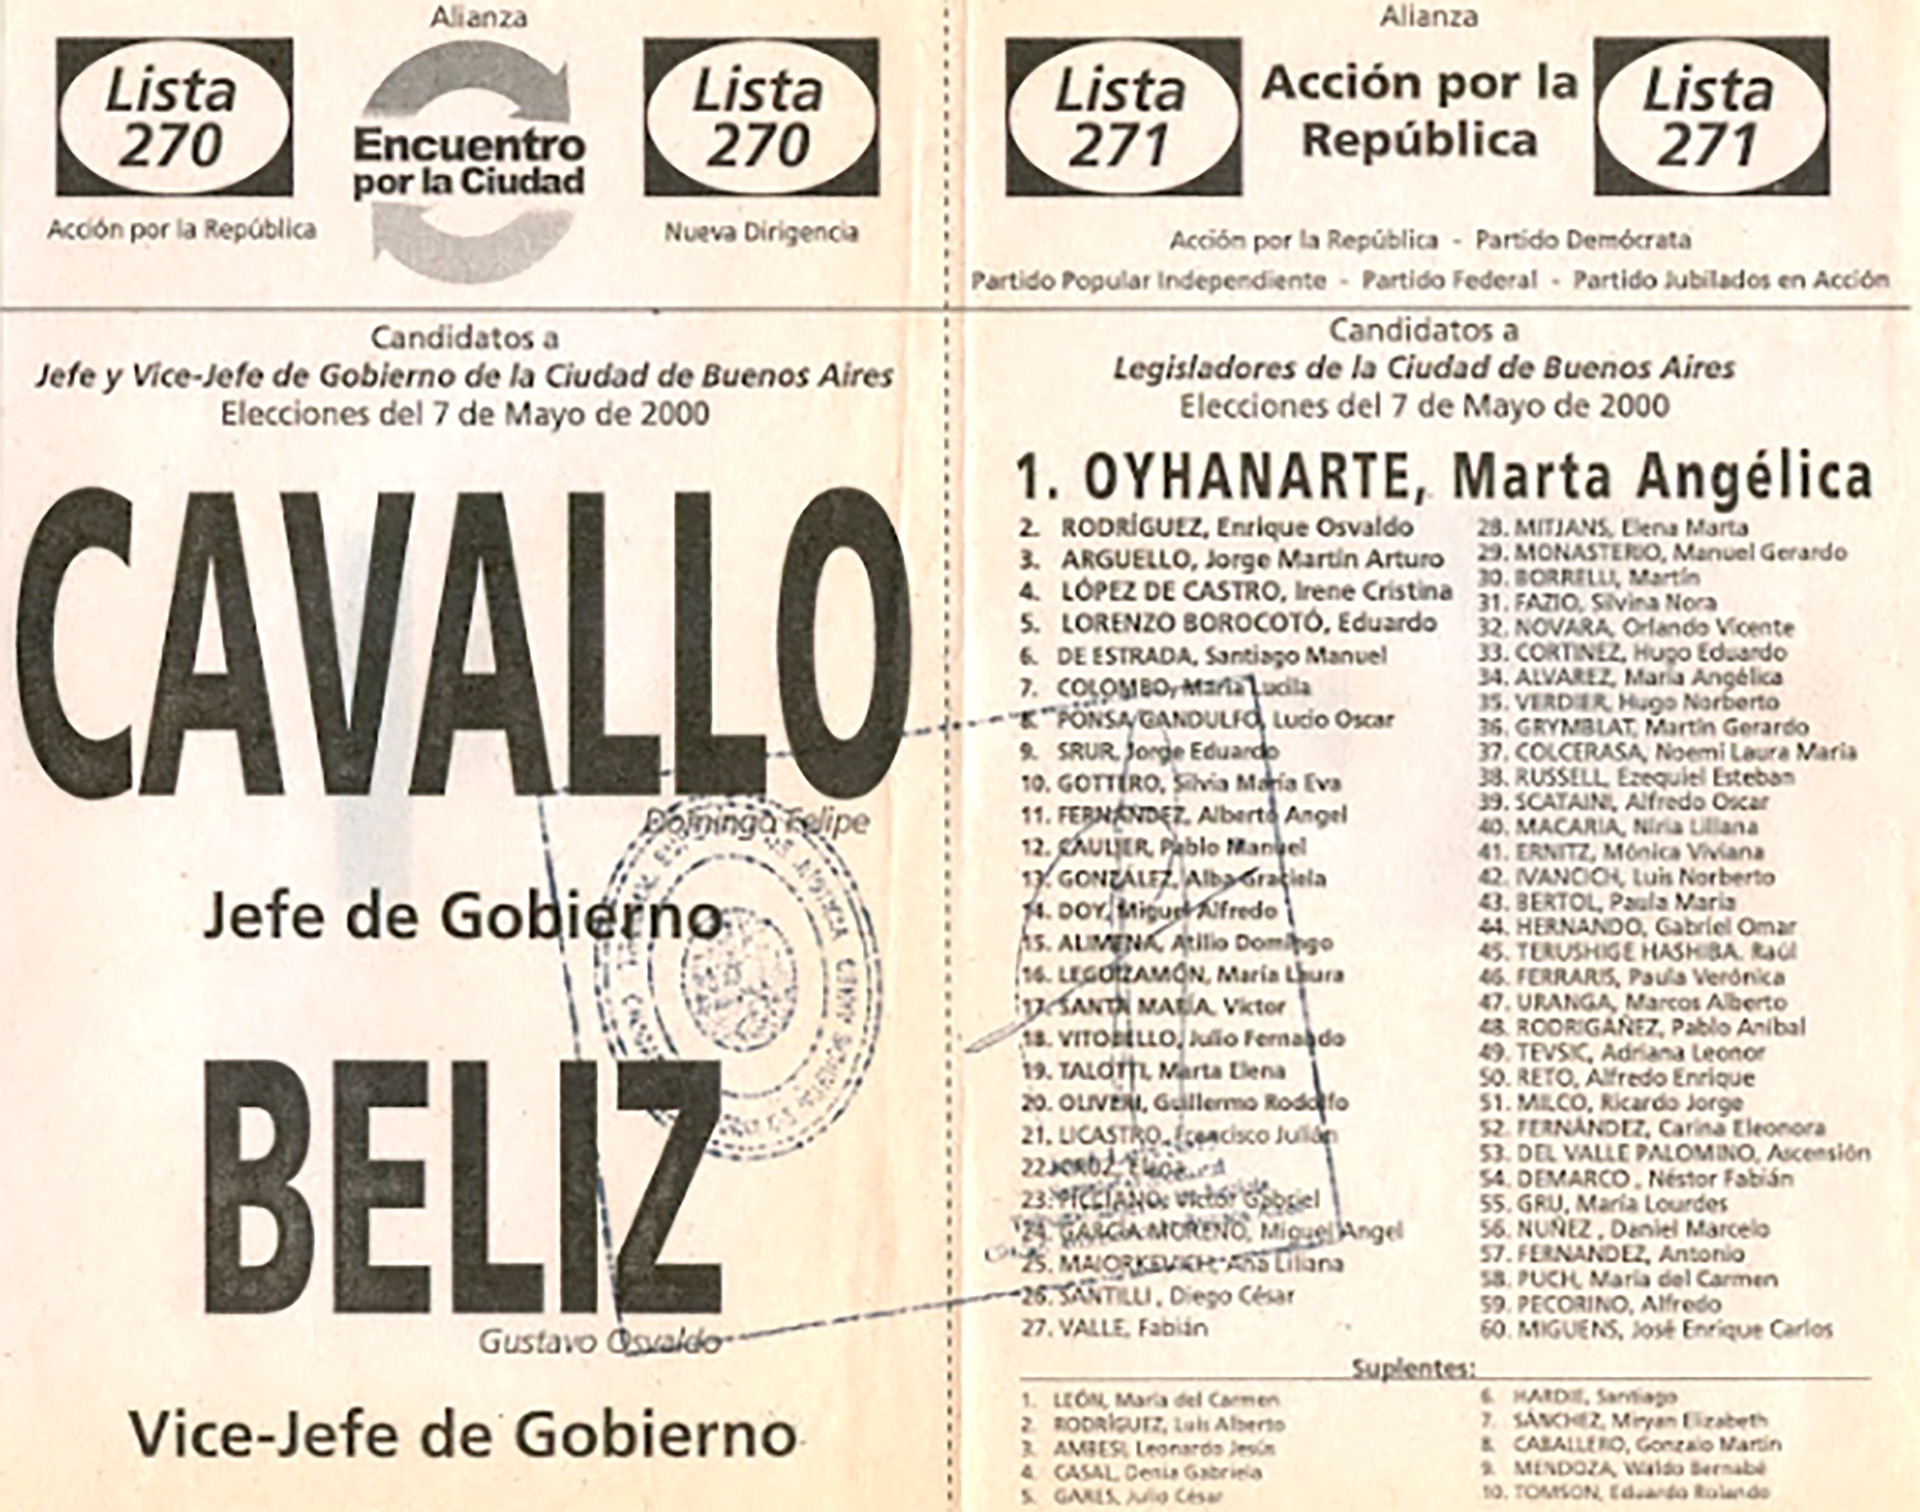 Alianza
Lista
270
Encuentro
por la Ciudad
Lista
270
Acción por la República
Nueva Dirigencia
Candidatos a
Jefe y Vice-Jefe de Gobierno de la Ciudad de Buenos Aires
Elecciones del 7 de Mayo de 2000
CAVALLO
Domingo Felipe
Jefe de Gobierno
BELIZ
Gustavo Osvaldo
Vice-Jefe de Gobierno
Alianza
Lista
271
Acción por la
República
Lista
271
Acción por la República - Partido Demócrata
Partido Popular Independiente - Partido Federal - Partido Jubilados en Acción
Candidatos a
Legisladores de la Ciudad de Buenos Aires
Elecciones del 7 de Mayo de 2000
1. OYHANARTE, Marta Angélica
2. RODRÍGUEZ, Enrique Osvaldo
3. ARGUELLO, Jorge Martín Arturo
4. LÓPEZ DE CASTRO, Irene Cristina
5. LORENZO BOROCOTÓ, Eduardo
6. DE ESTRADA, Santiago Manuel
7. COLOMBO, María Lucila
8. PONSA GANDULFO, Lucio Oscar
9. SRUR, Jorge Eduardo
10. GOTTERO, Silvia María Eva
11. FERNÁNDEZ, Alberto Angel
12. CAULIER, Pablo Manuel
13. GONZÁLEZ, Alba Graciela
14. DOY, Miguel Alfredo
15. ALIMENA, Atilio Domingo
16. LEGUIZAMÓN, María Laura
17. SANTA MARÍA, Victor
18. VITOBELLO, Julio Fernando
19. TALOTTI, Marta Elena
20. OLIVERI, Guillermo Rodolfo
21. LICASTRO, Francisco Julián
22. CRUZ, Elena
23. PICCIANO, Victor Gabriel
24. GARCIA MORENO, Miguel Angel
25. MAIORKEVICH, Ana Liliana
26. SANTILLI, Diego César
27. VALLE, Fabián
28. MITJANS, Elena Marta
29. MONASTERIO, Manuel Gerardo
30. BORRELLI, Martín
31. FAZIO, Silvina Nora
32. NOVARA, Orlando Vicente
33. CORTINEZ, Hugo Eduardo
34. ALVAREZ, María Angélica
35. VERDIER, Hugo Norberto
36. GRYMBLAT, Martín Gerardo
37. COLCERASA, Noemi Laura María
38. RUSSELL, Ezequiel Esteban
39. SCATAINI, Alfredo Oscar
40. MACARIA, Niria Liliana
41. ERNITZ, Mónica Viviana
42. IVANCICH, Luis Norberto
43. BERTOL, Paula María
44. HERNANDO, Gabriel Omar
45. TERUSHIGE HASHIBA, Raúl
46. FERRARIS, Paula Verónica
47. URANGA, Marcos Alberto
48. RODRIGAÑEZ, Pablo Aníbal
49. TEVSIC, Adriana Leonor
50. RETO, Alfredo Enrique
51. MILCO, Ricardo Jorge
52. FERNÁNDEZ, Carina Eleonora
53. DEL VALLE PALOMINO, Ascensión
54. DEMARCO, Néstor Fabián
55. GRU, María Lourdes
56. NUÑEZ, Daniel Marcelo
57. FERNANDEZ, Antonio
58. PUCH, María del Carmen
59. PECORINO, Alfredo
60. MIGUENS, José Enrique Carlos
Suplentes:
1. LEÓN, María del Carmen
2. RODRÍGUEZ, Luis Alberto
3. AMBESI, Leonardo Jesús
4. CASAL, Denia Gabriela
5. GARES, Julio César
6. HARDIE, Santiago
7. SÁNCHEZ, Miryan Elizabeth
8. CABALLERO, Gonzalo Martín
9. MENDOZA, Waldo Bernabé
10. TOMSON, Eduardo Rolando